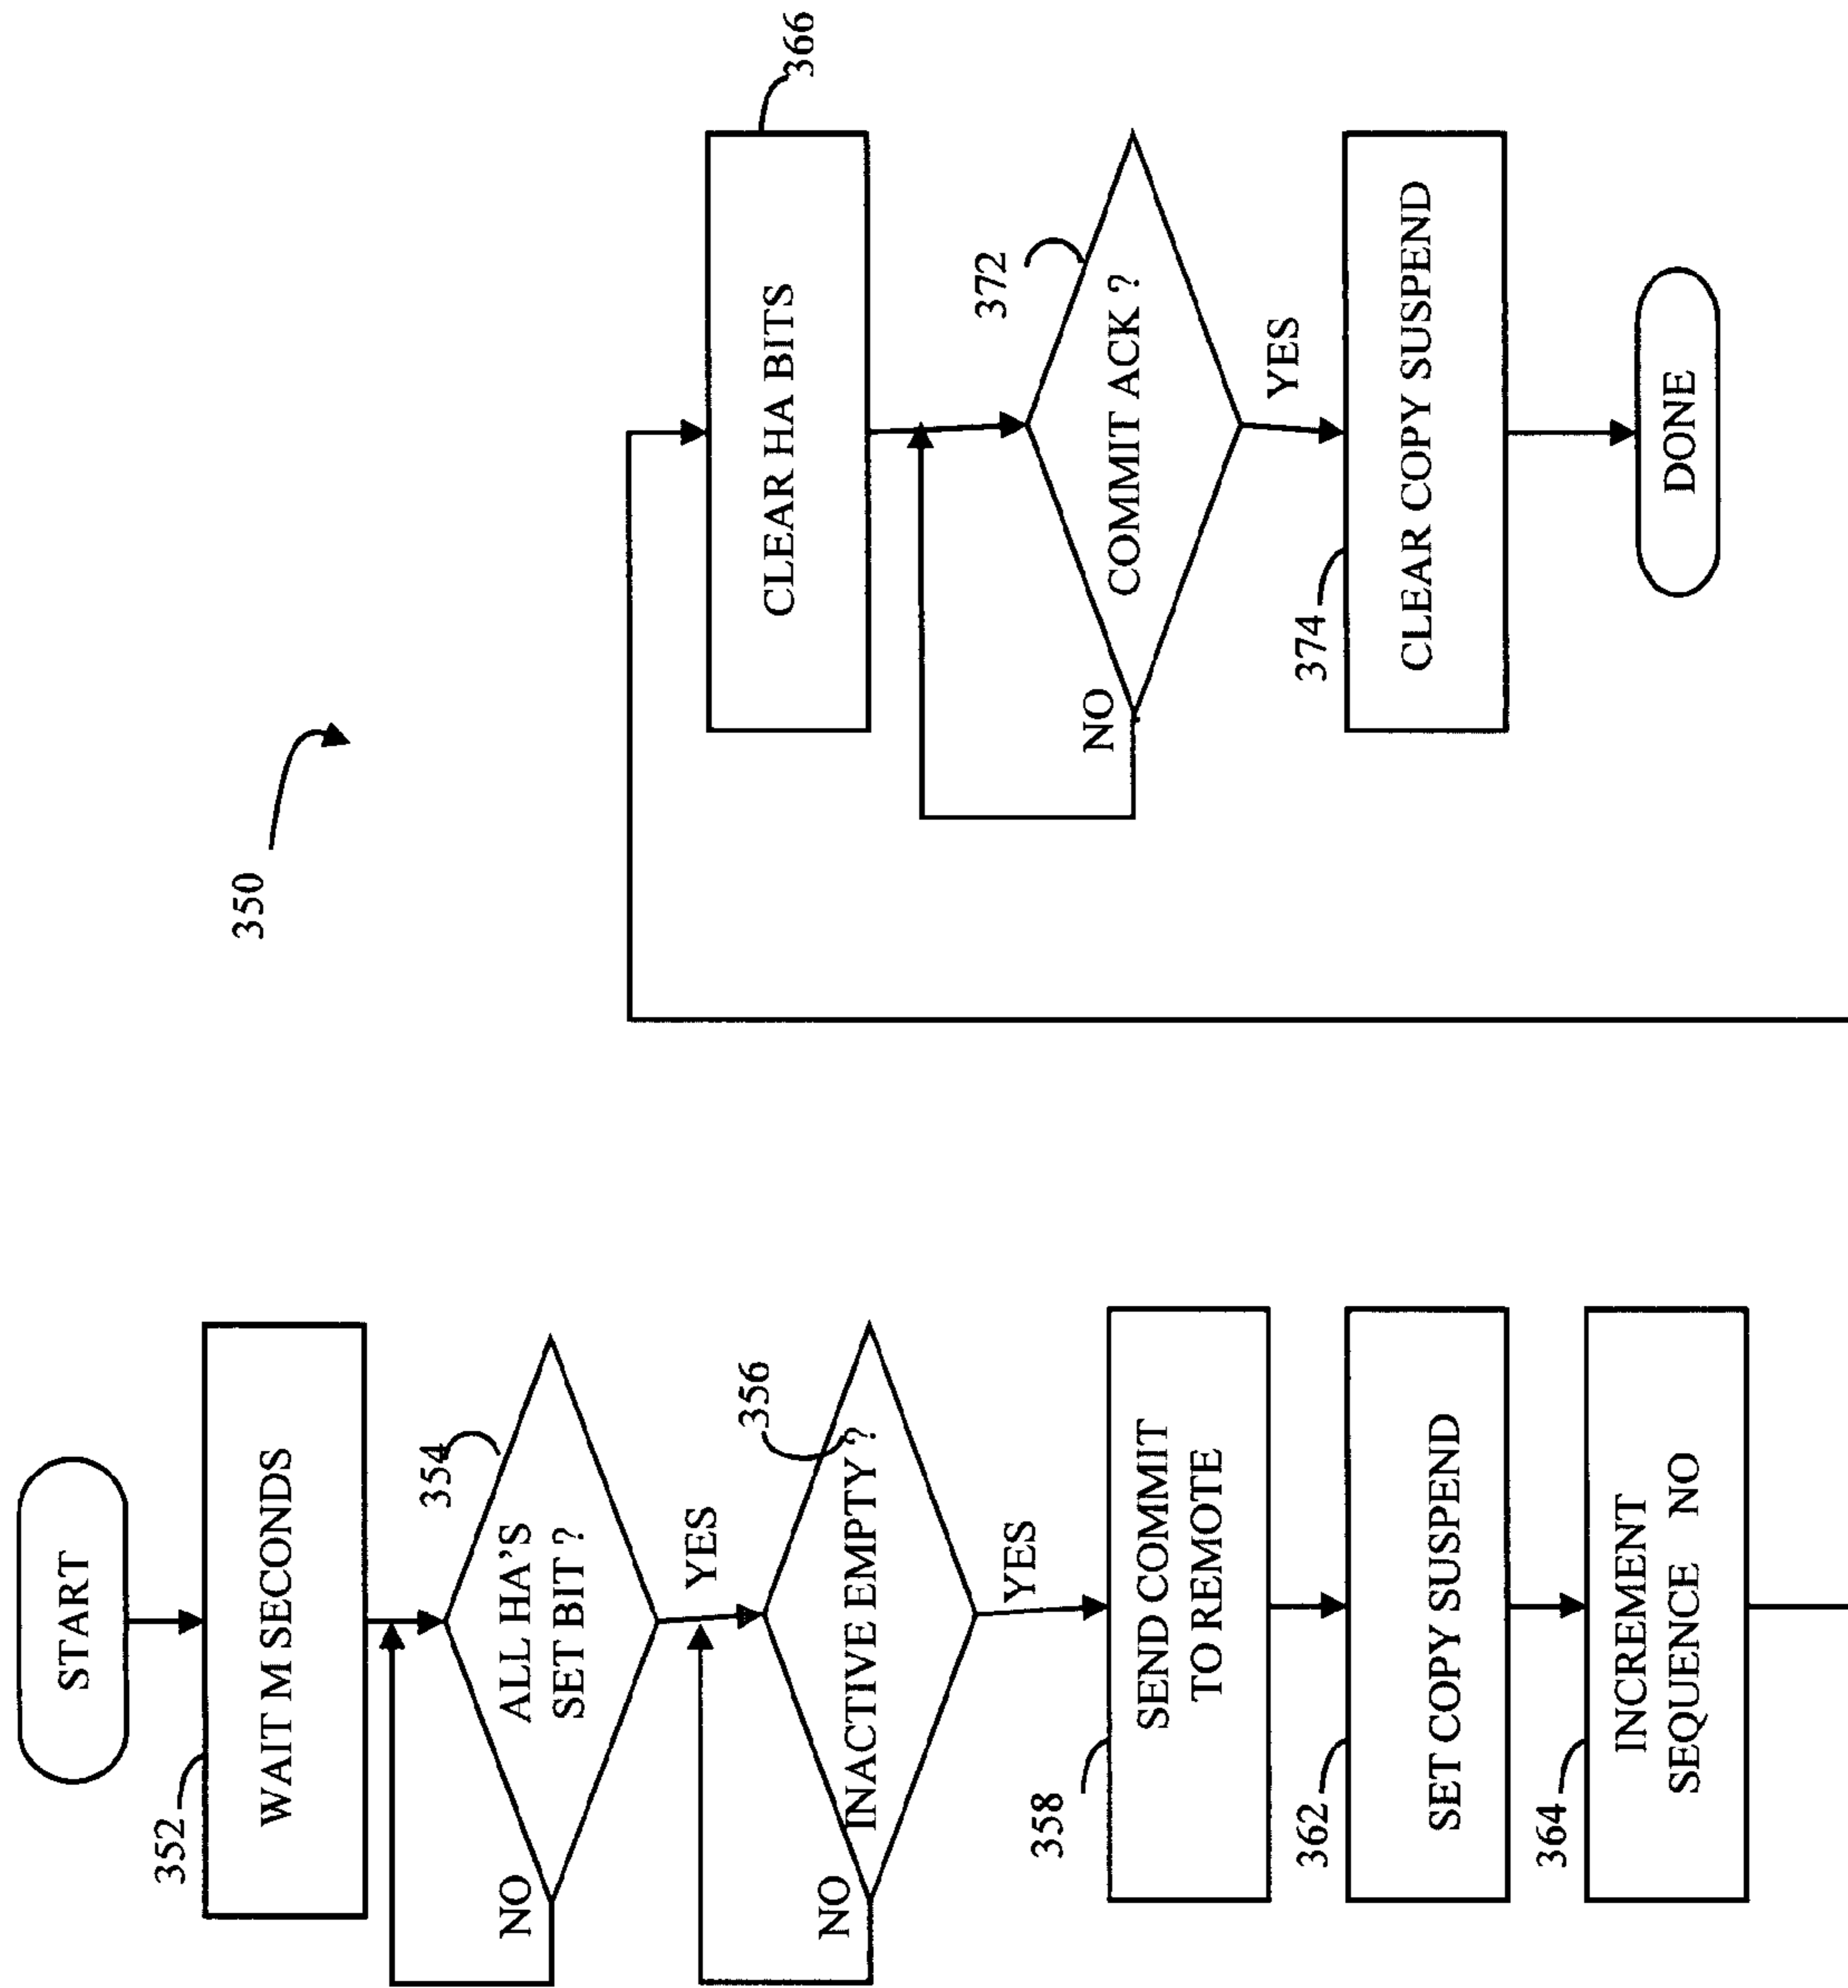 350
START
352
WAIT M SECONDS
354
ALL HA'S
SET BIT ?
NO
YES
356
INACTIVE EMPTY ?
NO
YES
358
SEND COMMIT
TO REMOTE
362
SET COPY SUSPEND
364
INCREMENT
SEQUENCE NO
366
CLEAR HA BITS
372
COMMIT ACK ?
NO
YES
374
CLEAR COPY SUSPEND
DONE